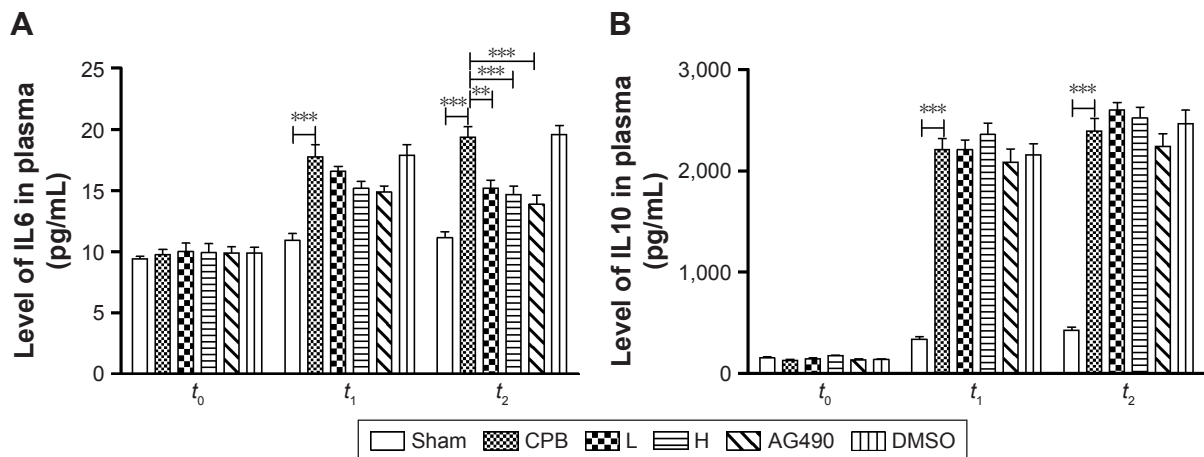 A
Level of IL6 in plasma
(pg/mL)
25
20
15
10
5
0
***
***
***
***
**
t0
t1
t2
B
Level of IL10 in plasma
(pg/mL)
3,000
2,000
1,000
0
***
***
t0
t1
t2
Sham CPB L H AG490 DMSO